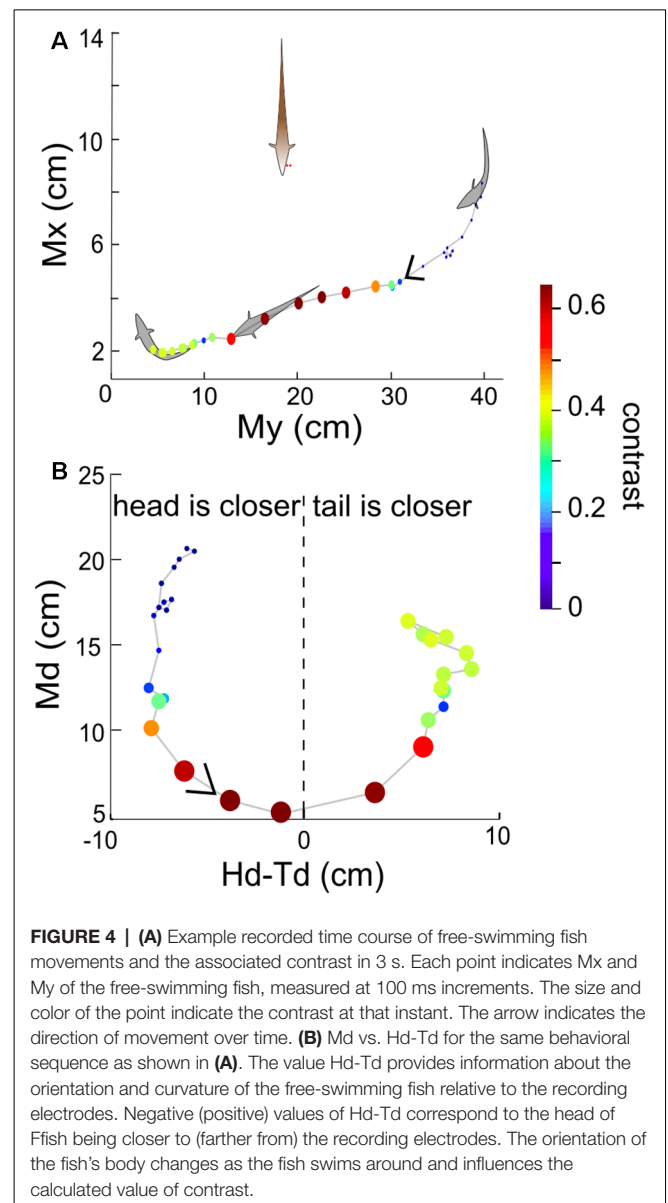 A
14
10
6
2
Mx (cm)
0 10 20 30 40
My (cm)
0.6
0.4
0.2
0
contrast
B
25
20
15
10
5
Md (cm)
head is closer tail is closer
-10 0 10
Hd-Td (cm)
FIGURE 4 | (A) Example recorded time course of free-swimming fish
movements and the associated contrast in 3 s. Each point indicates Mx and
My of the free-swimming fish, measured at 100 ms increments. The size and
color of the point indicate the contrast at that instant. The arrow indicates the
direction of movement over time. (B) Md vs. Hd-Td for the same behavioral
sequence as shown in (A). The value Hd-Td provides information about the
orientation and curvature of the free-swimming fish relative to the recording
electrodes. Negative (positive) values of Hd-Td correspond to the head of
Ffish being closer to (farther from) the recording electrodes. The orientation of
the fish's body changes as the fish swims around and influences the
calculated value of contrast.